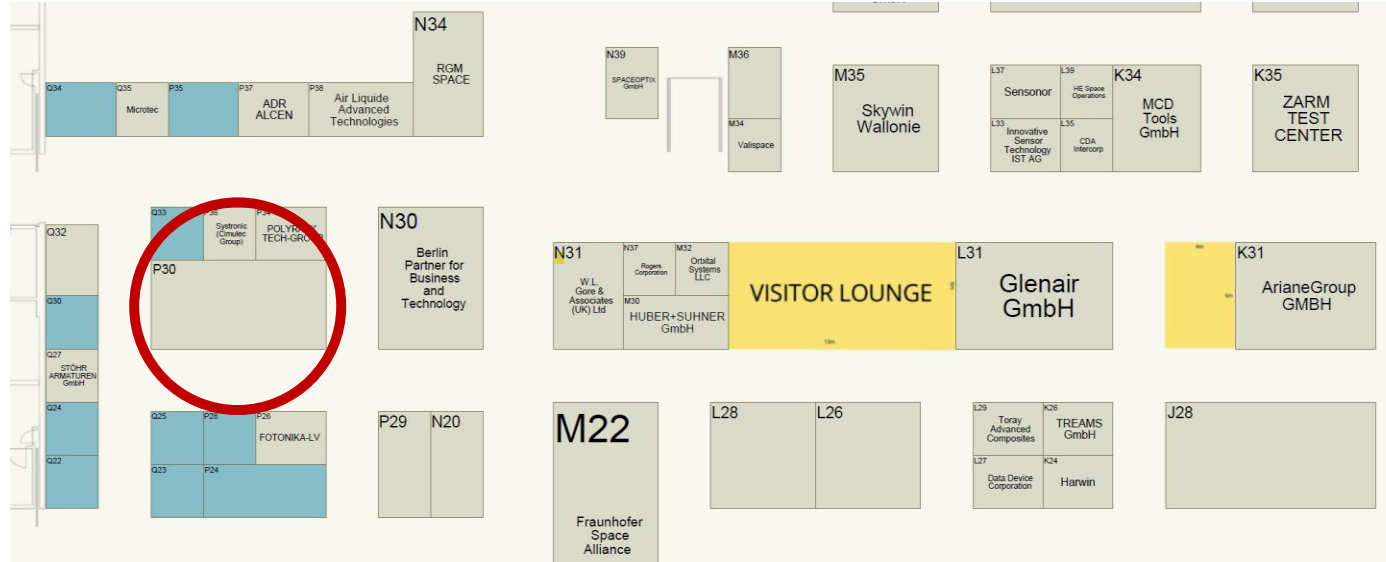 N34
RGM
SPACE
Q34
Q35
Microtec
P35
P37
ADR
ALCEN
P38
Air Liquide
Advanced
Technologies
N39
SPACEOPTIX
GmbH
M36
M34
Valispace
M35
Skywin
Wallonie
L37
Sensonor
L39
HE Space
Operations
L33
Innovative
Sensor
Technology
IST AG
L35
CDA
Intercorp
K34
MCD
Tools
GmbH
K35
ZARM
TEST
CENTER
Q32
Q30
Q27
STÖHR
ARMATUREN
GmbH
Q24
Q22
Q33
P36
Systronic
(Cimulec
Group)
P34
POLYRACK
TECH-GROUP
P30
N30
Berlin
Partner for
Business
and
Technology
N31
W.L.
Gore &
Associates
(UK) Ltd
N37
Rogers
Corporation
M32
Orbital
Systems
LLC
M30
HUBER+SUHNER
GmbH
VISITOR LOUNGE
13m
L31
Glenair
GmbH
K31
ArianeGroup
GMBH
Q25
P28
P26
FOTONIKA-LV
Q23
P24
P29
N20
M22
Fraunhofer
Space
Alliance
L28
L26
L29
Toray
Advanced
Composites
K26
TREAMS
GmbH
L27
Data Device
Corporation
K24
Harwin
J28